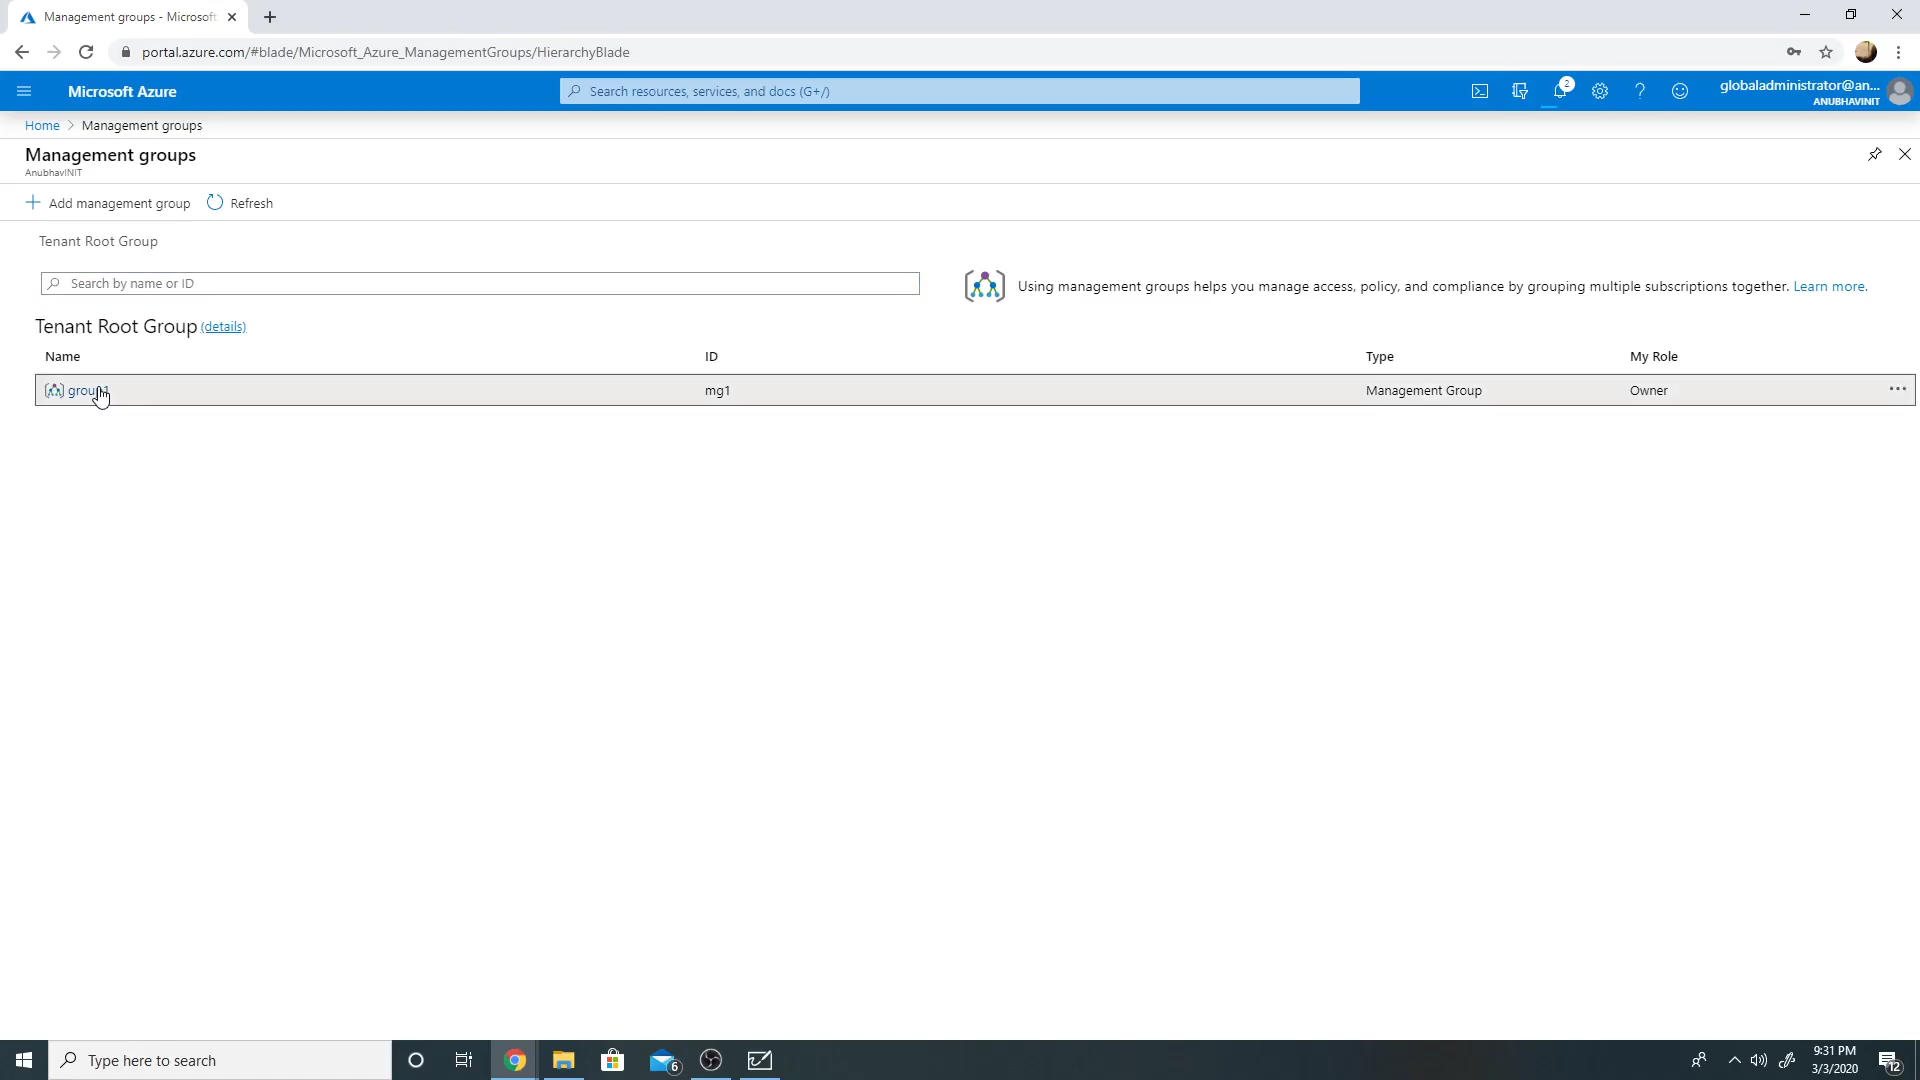 Management groups - Microsoft
portal.azure.com/#blade/Microsoft_Azure_ManagementGroups/HierarchyBlade
Microsoft Azure
Search resources, services, and docs (G+/)
2
globaladministrator@an...
ANUBHAVINIT
Home > Management groups
Management groups
AnubhavINIT
Add management group
Refresh
Tenant Root Group
Search by name or ID
Using management groups helps you manage access, policy, and compliance by grouping multiple subscriptions together. Learn more.
Tenant Root Group (details)
Name ID Type My Role
group1 mg1 Management Group Owner
Type here to search
6
9:31 PM
3/3/2020
12